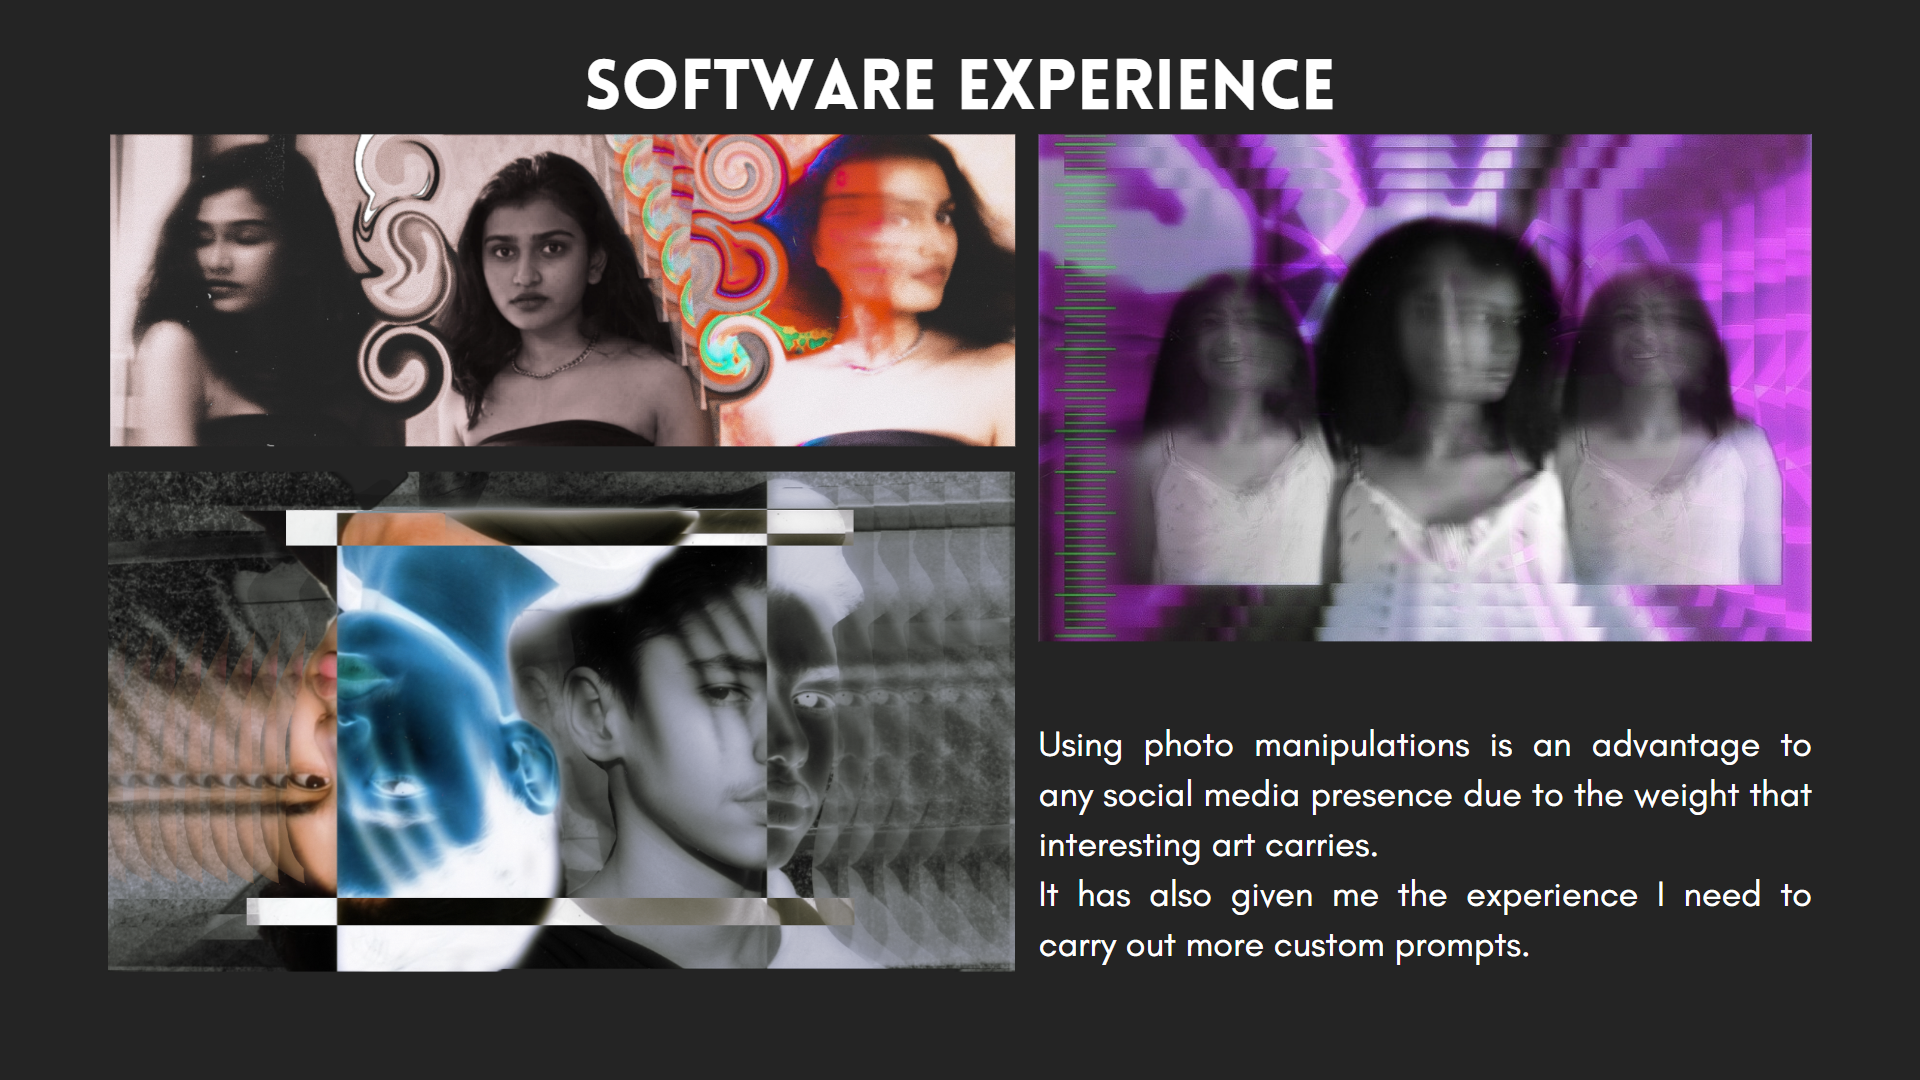 SOFTWARE EXPERIENCE
Using photo manipulations is an advantage to
any social media presence due to the weight that
interesting art carries.
It has also given me the experience I need to
carry out more custom prompts.